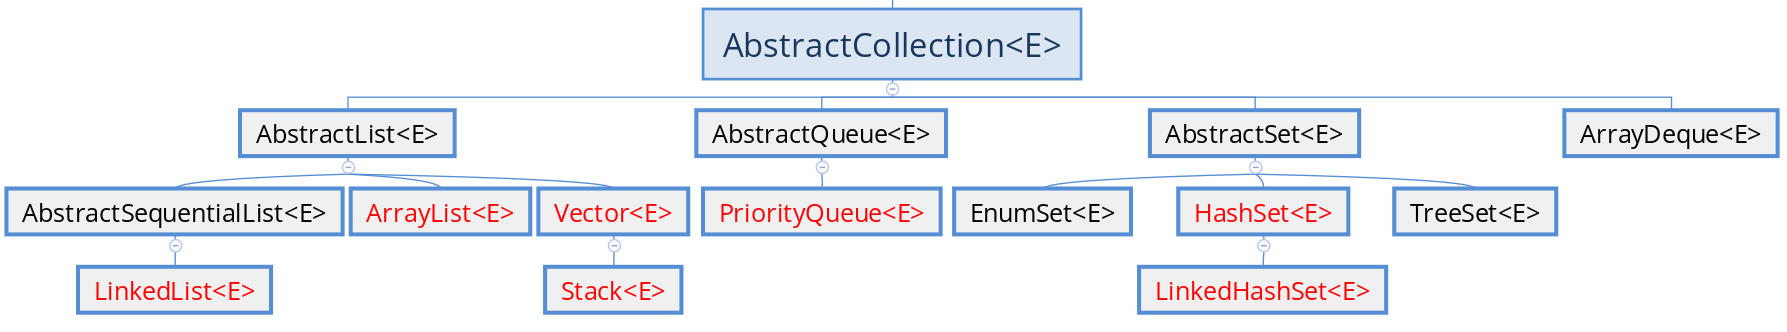 AbstractCollection<E>
AbstractList<E>
AbstractQueue<E>
AbstractSet<E>
ArrayDeque<E>
AbstractSequentialList<E>
ArrayList<E>
Vector<E>
PriorityQueue<E>
EnumSet<E>
HashSet<E>
TreeSet<E>
LinkedList<E>
Stack<E>
LinkedHashSet<E>